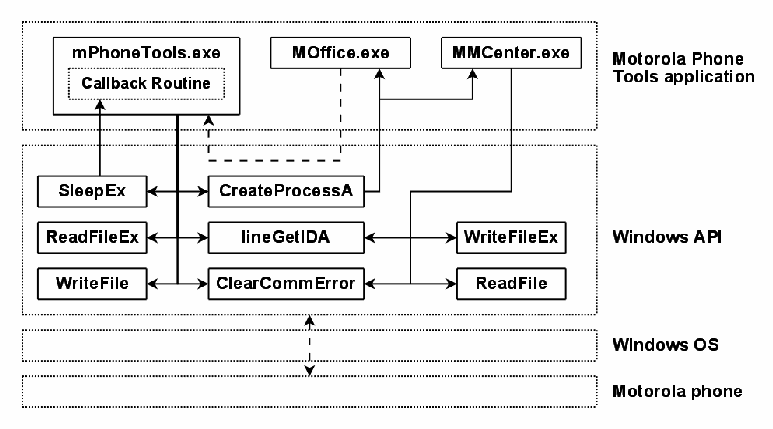 mPhoneTools.exe
Callback Routine
MOffice.exe
MMCenter.exe
Motorola Phone
Tools application
SleepEx
CreateProcessA
ReadFileEx
lineGetIDA
WriteFileEx
Windows API
WriteFile
ClearCommError
ReadFile
Windows OS
Motorola phone